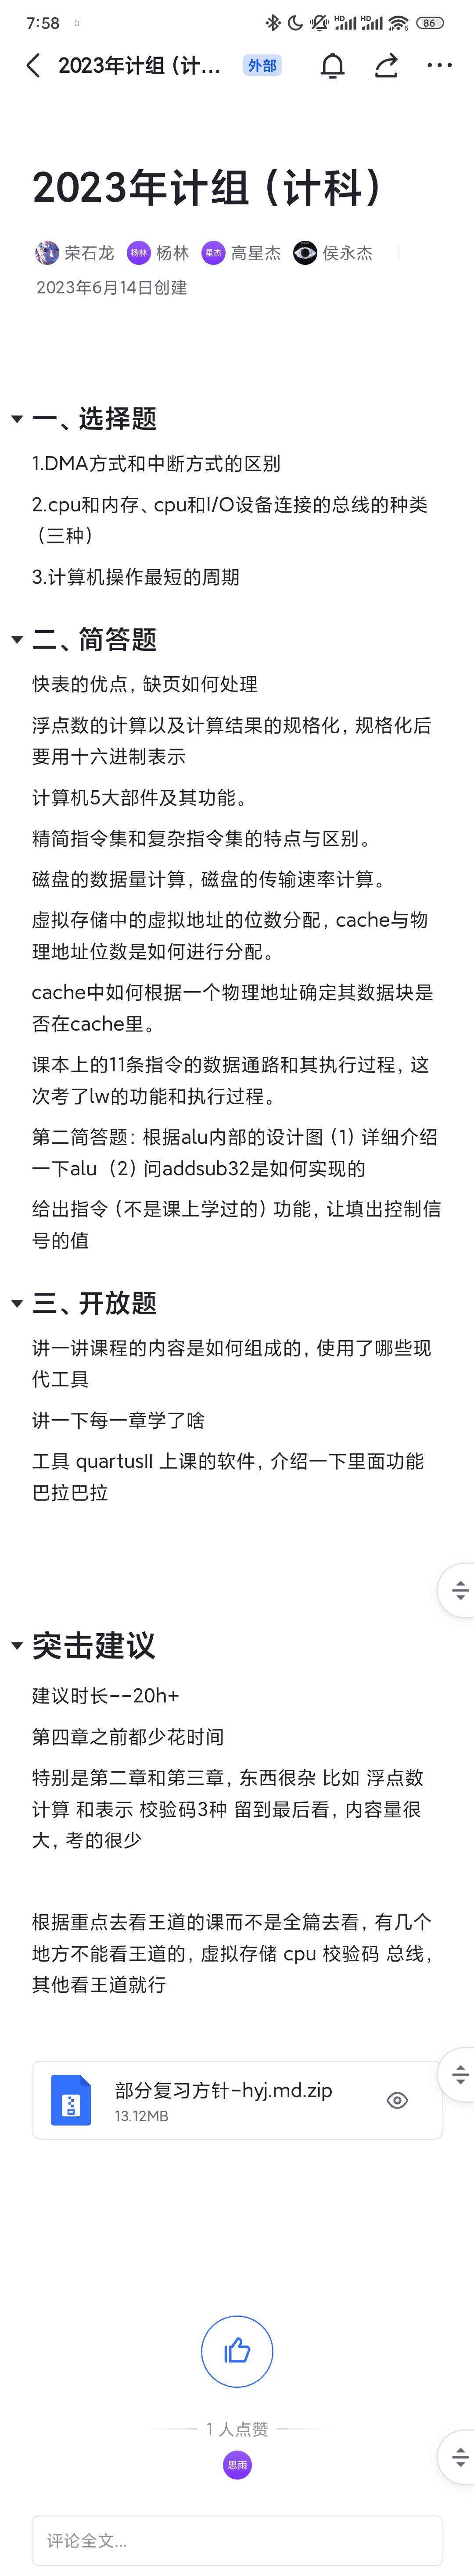 7:58
HD HD 6 86
2023年计组（计... 外部
2023年计组（计科）
荣石龙 杨林 杨林 星杰 高星杰 侯永杰
2023年6月14日创建
一、选择题
1.DMA方式和中断方式的区别
2.cpu和内存、cpu和I/O设备连接的总线的种类
（三种）
3.计算机操作最短的周期
二、简答题
快表的优点，缺页如何处理
浮点数的计算以及计算结果的规格化，规格化后
要用十六进制表示
计算机5大部件及其功能。
精简指令集和复杂指令集的特点与区别。
磁盘的数据量计算，磁盘的传输速率计算。
虚拟存储中的虚拟地址的位数分配，cache与物
理地址位数是如何进行分配。
cache中如何根据一个物理地址确定其数据块是
否在cache里。
课本上的11条指令的数据通路和其执行过程，这
次考了lw的功能和执行过程。
第二简答题：根据alu内部的设计图（1）详细介绍
一下alu（2）问addsub32是如何实现的
给出指令（不是课上学过的）功能，让填出控制信
号的值
三、开放题
讲一讲课程的内容是如何组成的，使用了哪些现
代工具
讲一下每一章学了啥
工具 quartusII 上课的软件，介绍一下里面功能
巴拉巴拉
突击建议
建议时长--20h+
第四章之前都少花时间
特别是第二章和第三章，东西很杂 比如 浮点数
计算 和表示 校验码3种 留到最后看，内容量很
大，考的很少
根据重点去看王道的课而不是全篇去看，有几个
地方不能看王道的，虚拟存储 cpu 校验码 总线，
其他看王道就行
部分复习方针-hyj.md.zip
13.12MB
1 人点赞
思雨
评论全文...